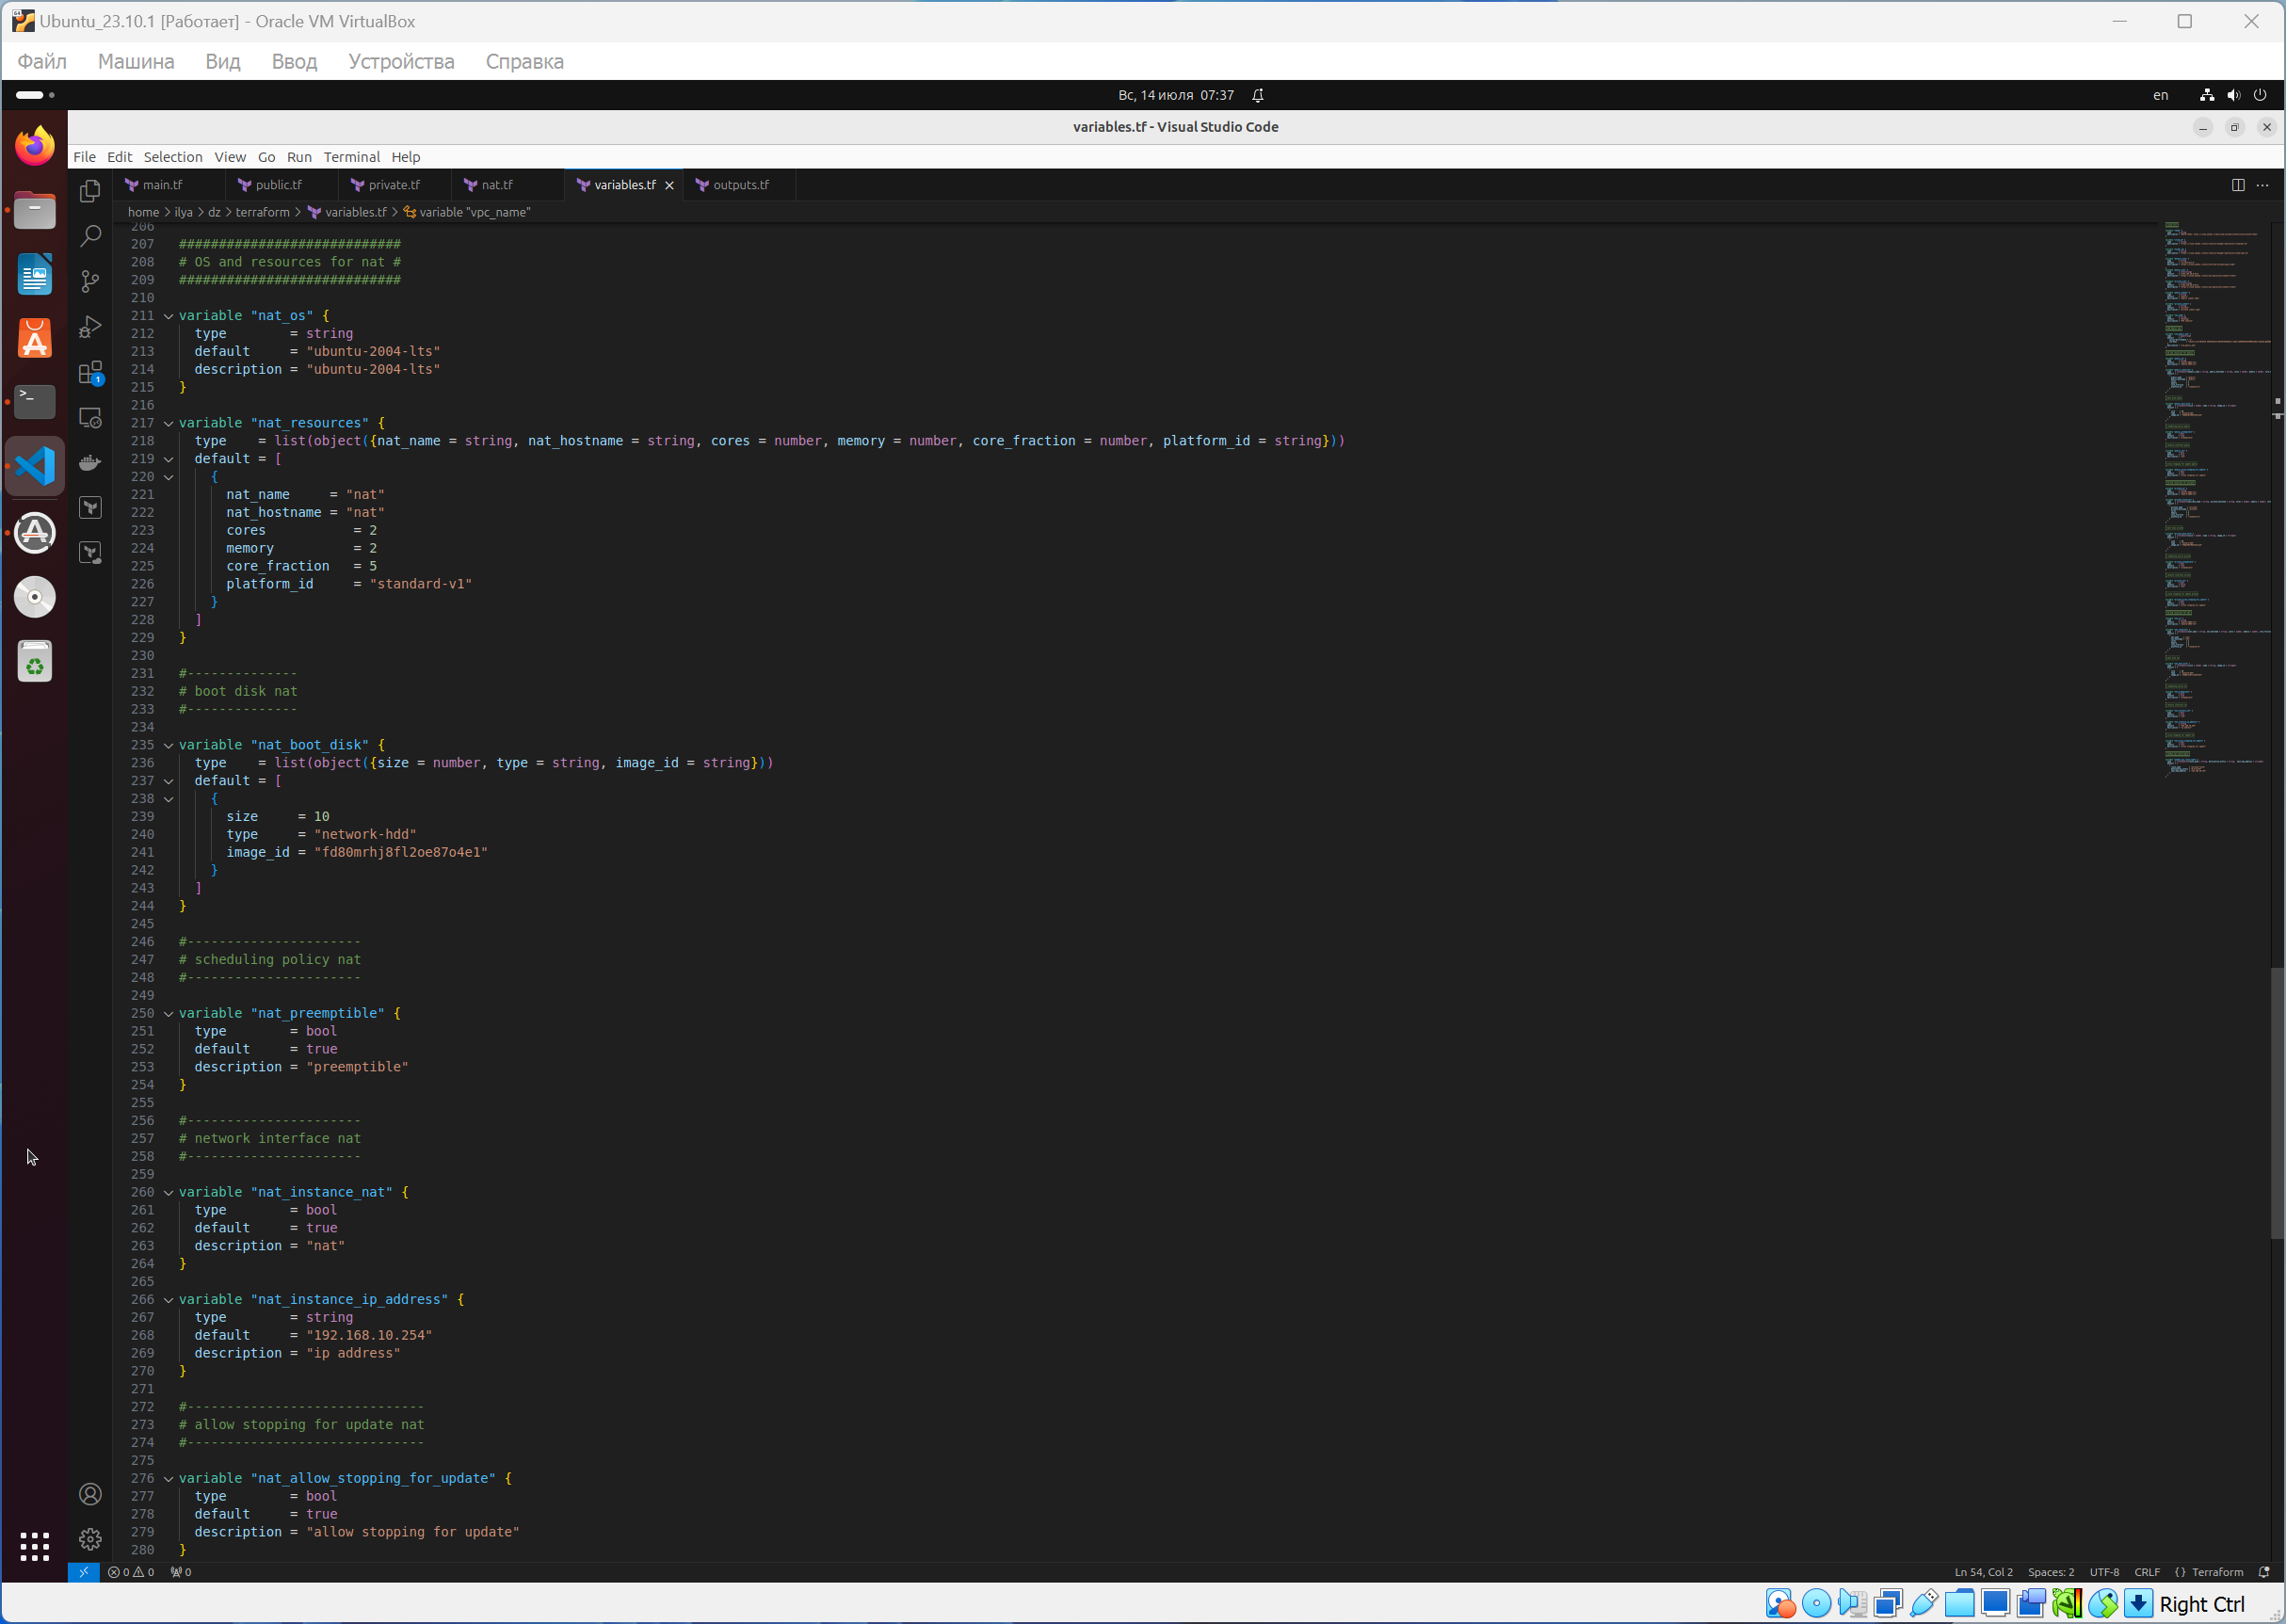 Ubuntu_23.10.1 [Работает] - Oracle VM VirtualBox
Файл Машина Вид Ввод Устройства Справка
Вс, 14 июля 07:37
en
variables.tf - Visual Studio Code
File Edit Selection View Go Run Terminal Help
main.tf public.tf private.tf nat.tf variables.tf outputs.tf
home > ilya > dz > terraform > variables.tf > variable "vpc_name"
206
207 ############################
208 # OS and resources for nat #
209 ############################
210
211 variable "nat_os" {
212 type = string
213 default = "ubuntu-2004-lts"
214 description = "ubuntu-2004-lts"
215 }
216
217 variable "nat_resources" {
218 type = list(object({nat_name = string, nat_hostname = string, cores = number, memory = number, core_fraction = number, platform_id = string}))
219 default = [
220 {
221 nat_name = "nat"
222 nat_hostname = "nat"
223 cores = 2
224 memory = 2
225 core_fraction = 5
226 platform_id = "standard-v1"
227 }
228 ]
229 }
230
231 #--------------
232 # boot disk nat
233 #--------------
234
235 variable "nat_boot_disk" {
236 type = list(object({size = number, type = string, image_id = string}))
237 default = [
238 {
239 size = 10
240 type = "network-hdd"
241 image_id = "fd80mrhj8fl2oe87o4e1"
242 }
243 ]
244 }
245
246 #----------------------
247 # scheduling policy nat
248 #----------------------
249
250 variable "nat_preemptible" {
251 type = bool
252 default = true
253 description = "preemptible"
254 }
255
256 #----------------------
257 # network interface nat
258 #----------------------
259
260 variable "nat_instance_nat" {
261 type = bool
262 default = true
263 description = "nat"
264 }
265
266 variable "nat_instance_ip_address" {
267 type = string
268 default = "192.168.10.254"
269 description = "ip address"
270 }
271
272 #------------------------------
273 # allow stopping for update nat
274 #------------------------------
275
276 variable "nat_allow_stopping_for_update" {
277 type = bool
278 default = true
279 description = "allow stopping for update"
280 }
0 0 0
Ln 54, Col 2 Spaces: 2 UTF-8 CRLF {} Terraform
Right Ctrl